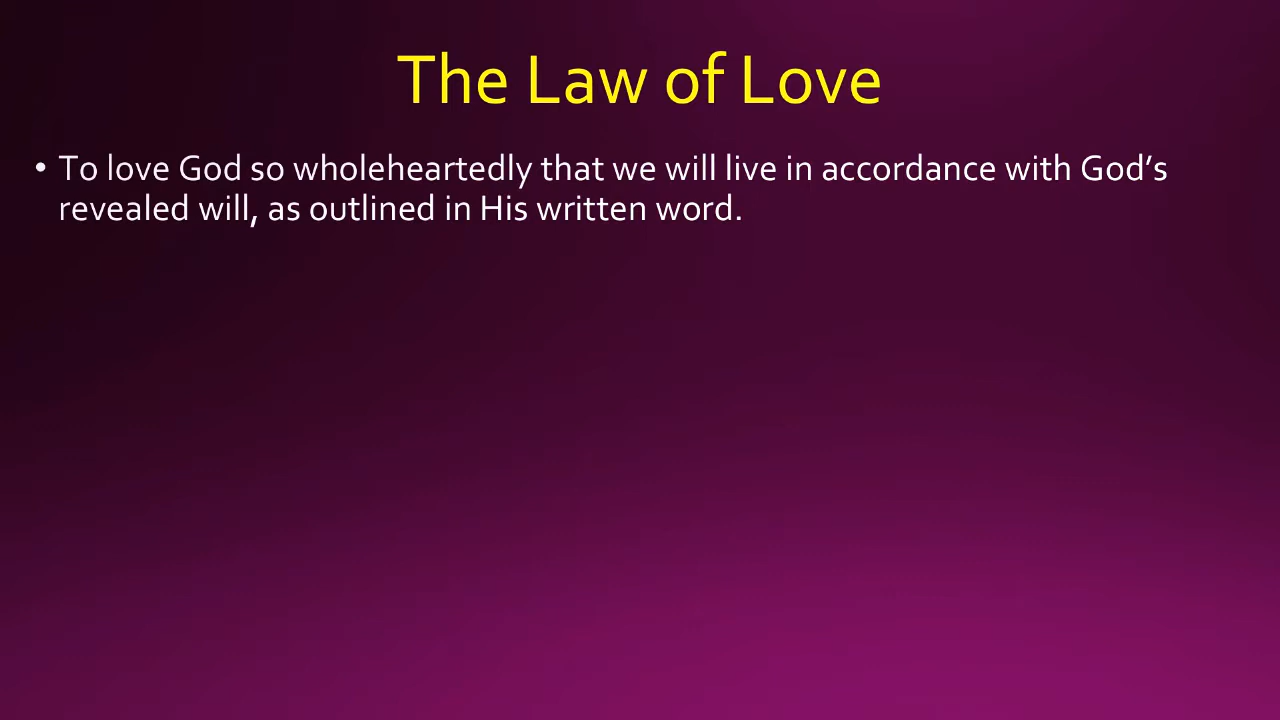 The Law of Love
• To love God so wholeheartedly that we will live in accordance with God’s
revealed will, as outlined in His written word.